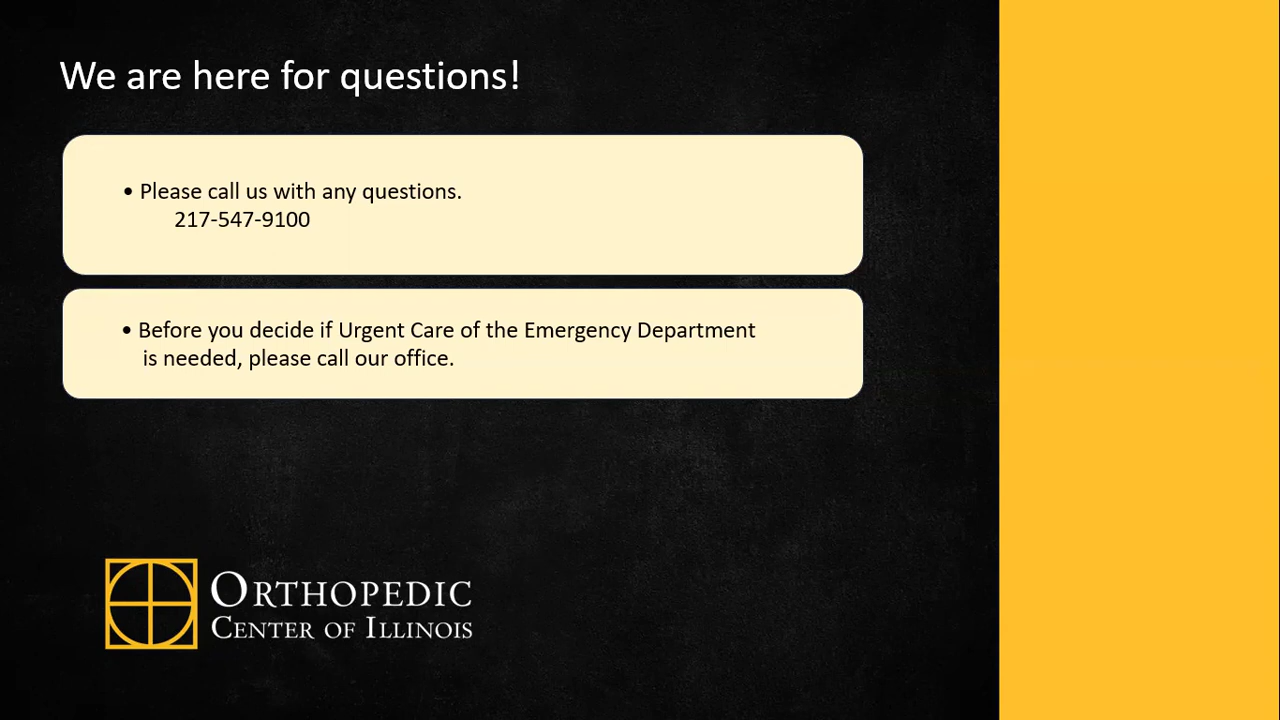 We are here for questions!
• Please call us with any questions.
217-547-9100
• Before you decide if Urgent Care of the Emergency Department
is needed, please call our office.
ORTHOPEDIC
CENTER OF ILLINOIS